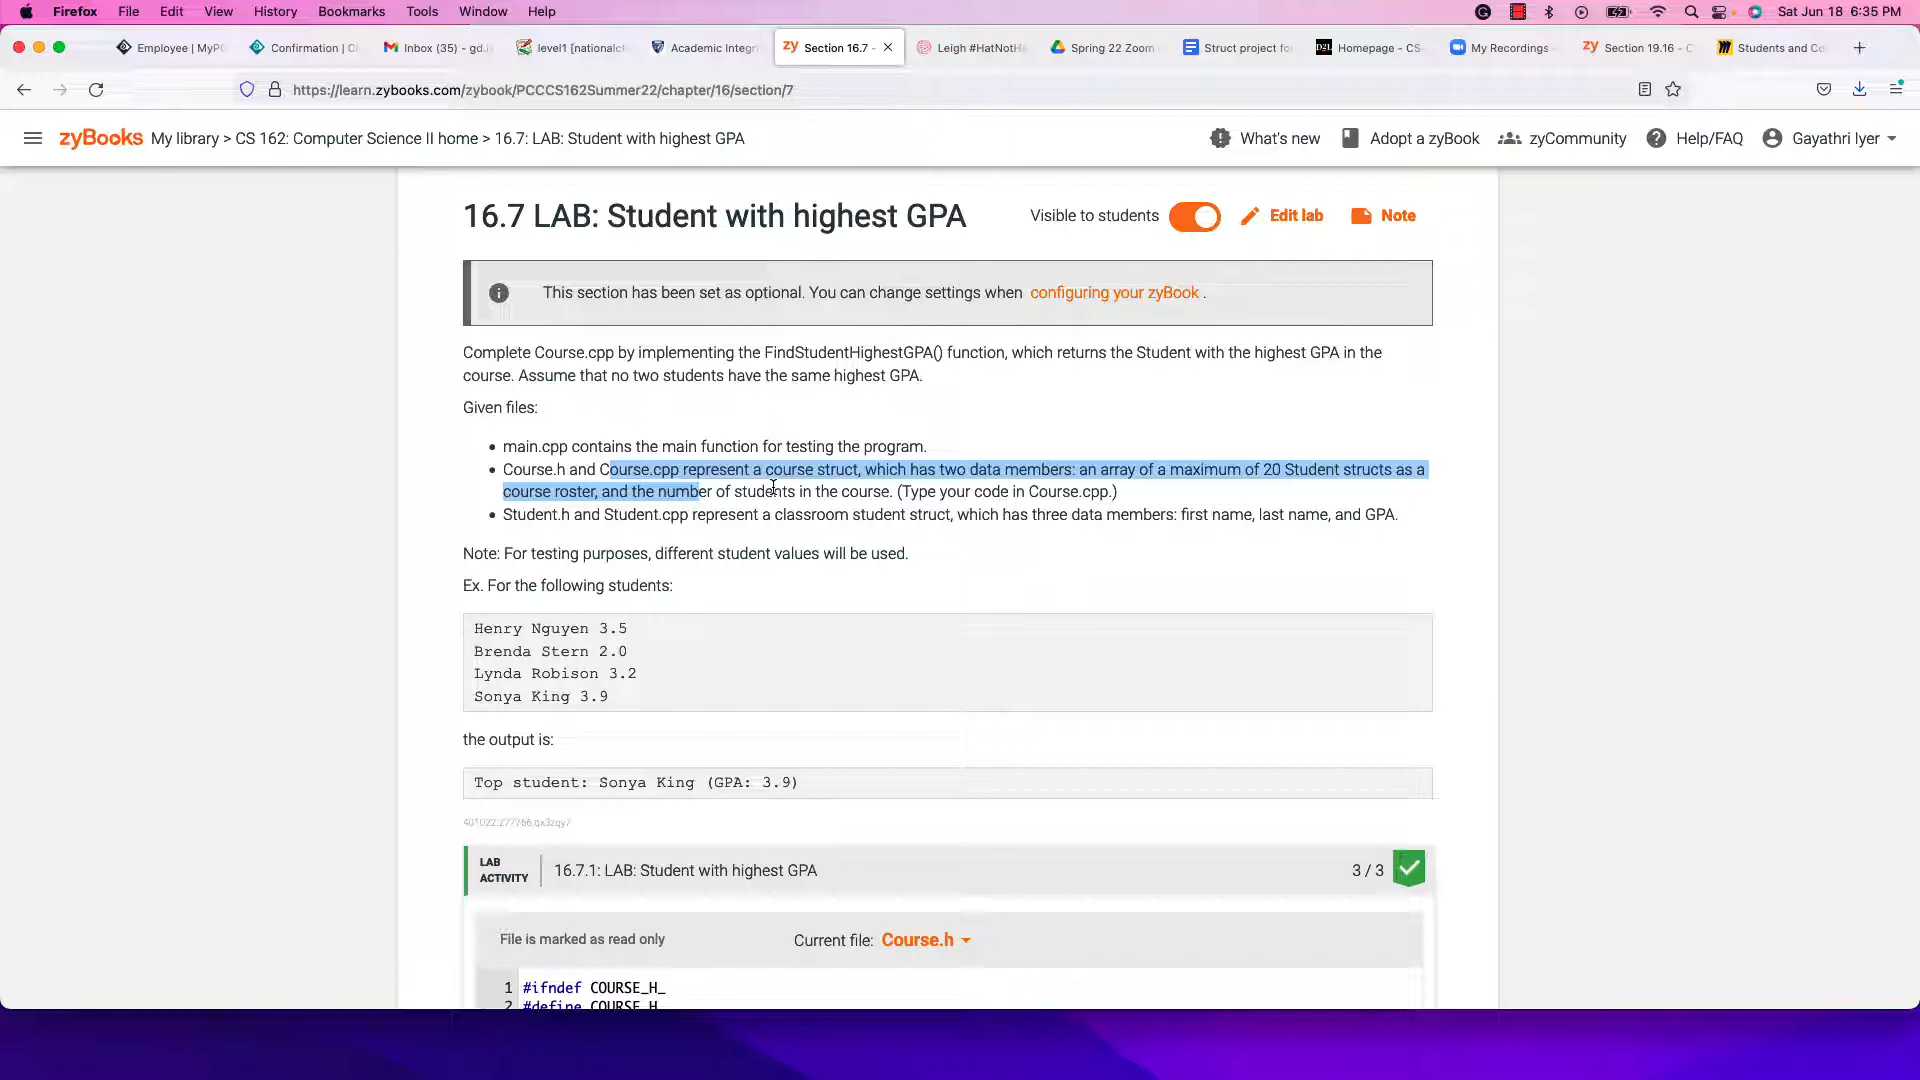 Firefox File Edit View History Bookmarks Tools Window Help Sat Jun 18 6:35 PM
Employee | MyPC Confirmation | C Inbox (35) - gd.i level1 [nationalcl Academic Integri zy Section 16.7 - Leigh #HatNotHa Spring 22 Zoom Struct project fo D2L Homepage - CS My Recordings zy Section 19.16 - C Students and Co
https://learn.zybooks.com/zybook/PCCCS162Summer22/chapter/16/section/7
zyBooks My library > CS 162: Computer Science II home > 16.7: LAB: Student with highest GPA What's new Adopt a zyBook zyCommunity Help/FAQ Gayathri Iyer
16.7 LAB: Student with highest GPA Visible to students Edit lab Note
This section has been set as optional. You can change settings when configuring your zyBook .
Complete Course.cpp by implementing the FindStudentHighestGPA() function, which returns the Student with the highest GPA in the
course. Assume that no two students have the same highest GPA.
Given files:
• main.cpp contains the main function for testing the program.
• Course.h and Course.cpp represent a course struct, which has two data members: an array of a maximum of 20 Student structs as a
course roster, and the number of students in the course. (Type your code in Course.cpp.)
• Student.h and Student.cpp represent a classroom student struct, which has three data members: first name, last name, and GPA.
Note: For testing purposes, different student values will be used.
Ex. For the following students:
Henry Nguyen 3.5
Brenda Stern 2.0
Lynda Robison 3.2
Sonya King 3.9
the output is:
Top student: Sonya King (GPA: 3.9)
401022.277766.qx3zqy7
LAB
ACTIVITY
16.7.1: LAB: Student with highest GPA 3 / 3
File is marked as read only Current file: Course.h
1 #ifndef COURSE_H_
2 #define COURSE_H